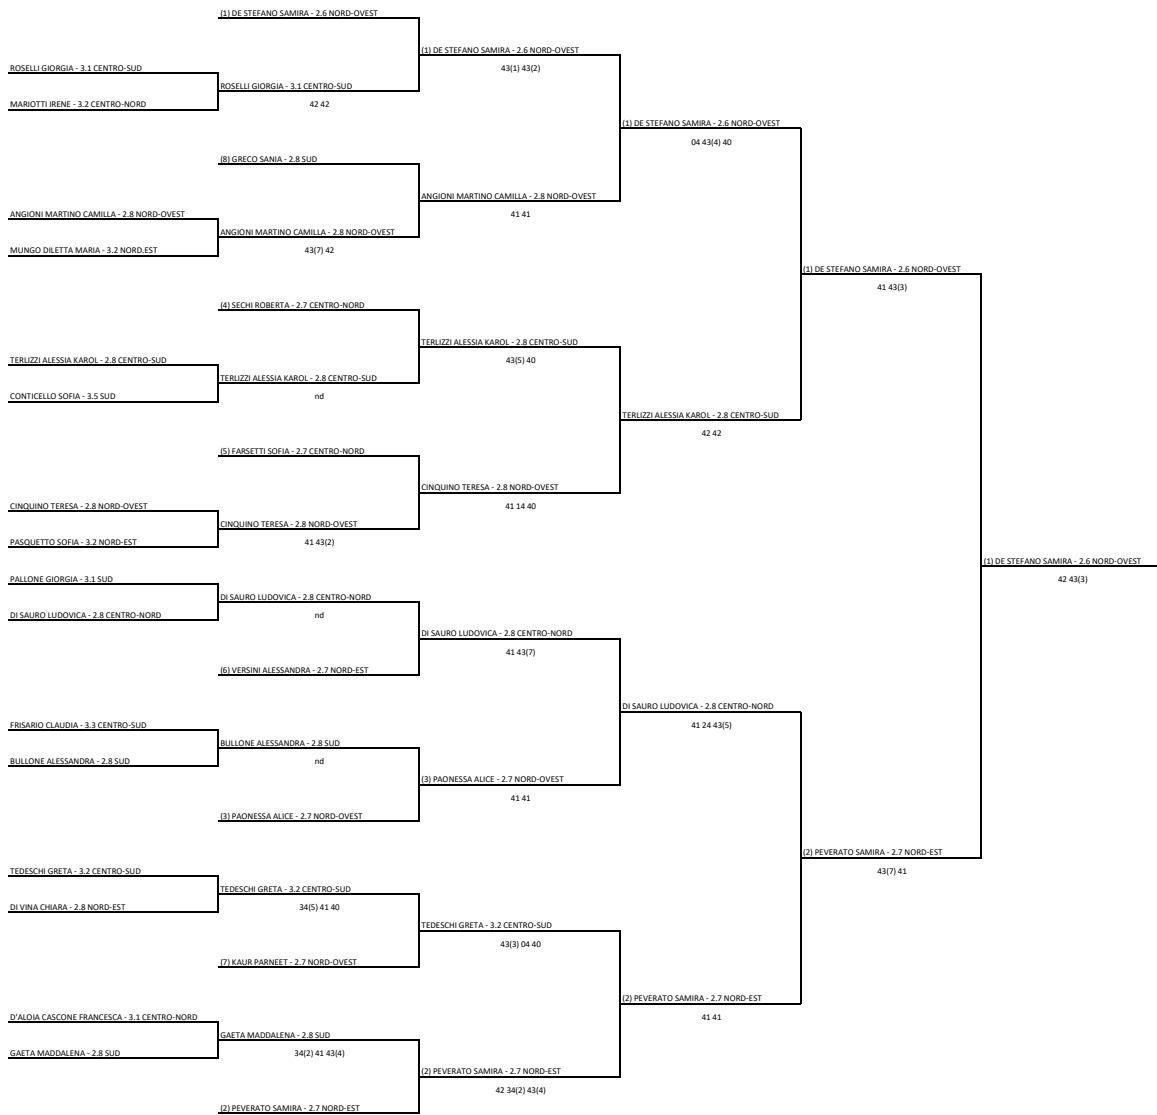 (1) DE STEFANO SAMIRA - 2.6 NORD-OVEST
(1) DE STEFANO SAMIRA - 2.6 NORD-OVEST
ROSELLI GIORGIA - 3.1 CENTRO-SUD
43(1) 43(2)
ROSELLI GIORGIA - 3.1 CENTRO-SUD
MARIOTTI IRENE - 3.2 CENTRO-NORD
42 42
(1) DE STEFANO SAMIRA - 2.6 NORD-OVEST
04 43(4) 40
(8) GRECO SANIA - 2.8 SUD
ANGIONI MARTINO CAMILLA - 2.8 NORD-OVEST
ANGIONI MARTINO CAMILLA - 2.8 NORD-OVEST
41 41
ANGIONI MARTINO CAMILLA - 2.8 NORD-OVEST
MUNGO DILETTA MARIA - 3.2 NORD.EST
43(7) 42
(1) DE STEFANO SAMIRA - 2.6 NORD-OVEST
41 43(3)
(4) SECHI ROBERTA - 2.7 CENTRO-NORD
TERLIZZI ALESSIA KAROL - 2.8 CENTRO-SUD
TERLIZZI ALESSIA KAROL - 2.8 CENTRO-SUD
43(5) 40
TERLIZZI ALESSIA KAROL - 2.8 CENTRO-SUD
CONTICELLO SOFIA - 3.5 SUD
nd
TERLIZZI ALESSIA KAROL - 2.8 CENTRO-SUD
42 42
(5) FARSETTI SOFIA - 2.7 CENTRO-NORD
CINQUINO TERESA - 2.8 NORD-OVEST
CINQUINO TERESA - 2.8 NORD-OVEST
41 14 40
CINQUINO TERESA - 2.8 NORD-OVEST
PASQUETTO SOFIA - 3.2 NORD-EST
41 43(2)
(1) DE STEFANO SAMIRA - 2.6 NORD-OVEST
42 43(3)
PALLONE GIORGIA - 3.1 SUD
DI SAURO LUDOVICA - 2.8 CENTRO-NORD
DI SAURO LUDOVICA - 2.8 CENTRO-NORD
nd
DI SAURO LUDOVICA - 2.8 CENTRO-NORD
41 43(7)
(6) VERSINI ALESSANDRA - 2.7 NORD-EST
DI SAURO LUDOVICA - 2.8 CENTRO-NORD
41 24 43(5)
FRISARIO CLAUDIA - 3.3 CENTRO-SUD
BULLONE ALESSANDRA - 2.8 SUD
BULLONE ALESSANDRA - 2.8 SUD
nd
(3) PAONESSA ALICE - 2.7 NORD-OVEST
41 41
(3) PAONESSA ALICE - 2.7 NORD-OVEST
(2) PEVERATO SAMIRA - 2.7 NORD-EST
43(7) 41
TEDESCHI GRETA - 3.2 CENTRO-SUD
TEDESCHI GRETA - 3.2 CENTRO-SUD
DI VINA CHIARA - 2.8 NORD-EST
34(5) 41 40
TEDESCHI GRETA - 3.2 CENTRO-SUD
43(3) 04 40
(7) KAUR PARNEET - 2.7 NORD-OVEST
(2) PEVERATO SAMIRA - 2.7 NORD-EST
41 41
D'ALOIA CASCONE FRANCESCA - 3.1 CENTRO-NORD
GAETA MADDALENA - 2.8 SUD
GAETA MADDALENA - 2.8 SUD
34(2) 41 43(4)
(2) PEVERATO SAMIRA - 2.7 NORD-EST
42 34(2) 43(4)
(2) PEVERATO SAMIRA - 2.7 NORD-EST